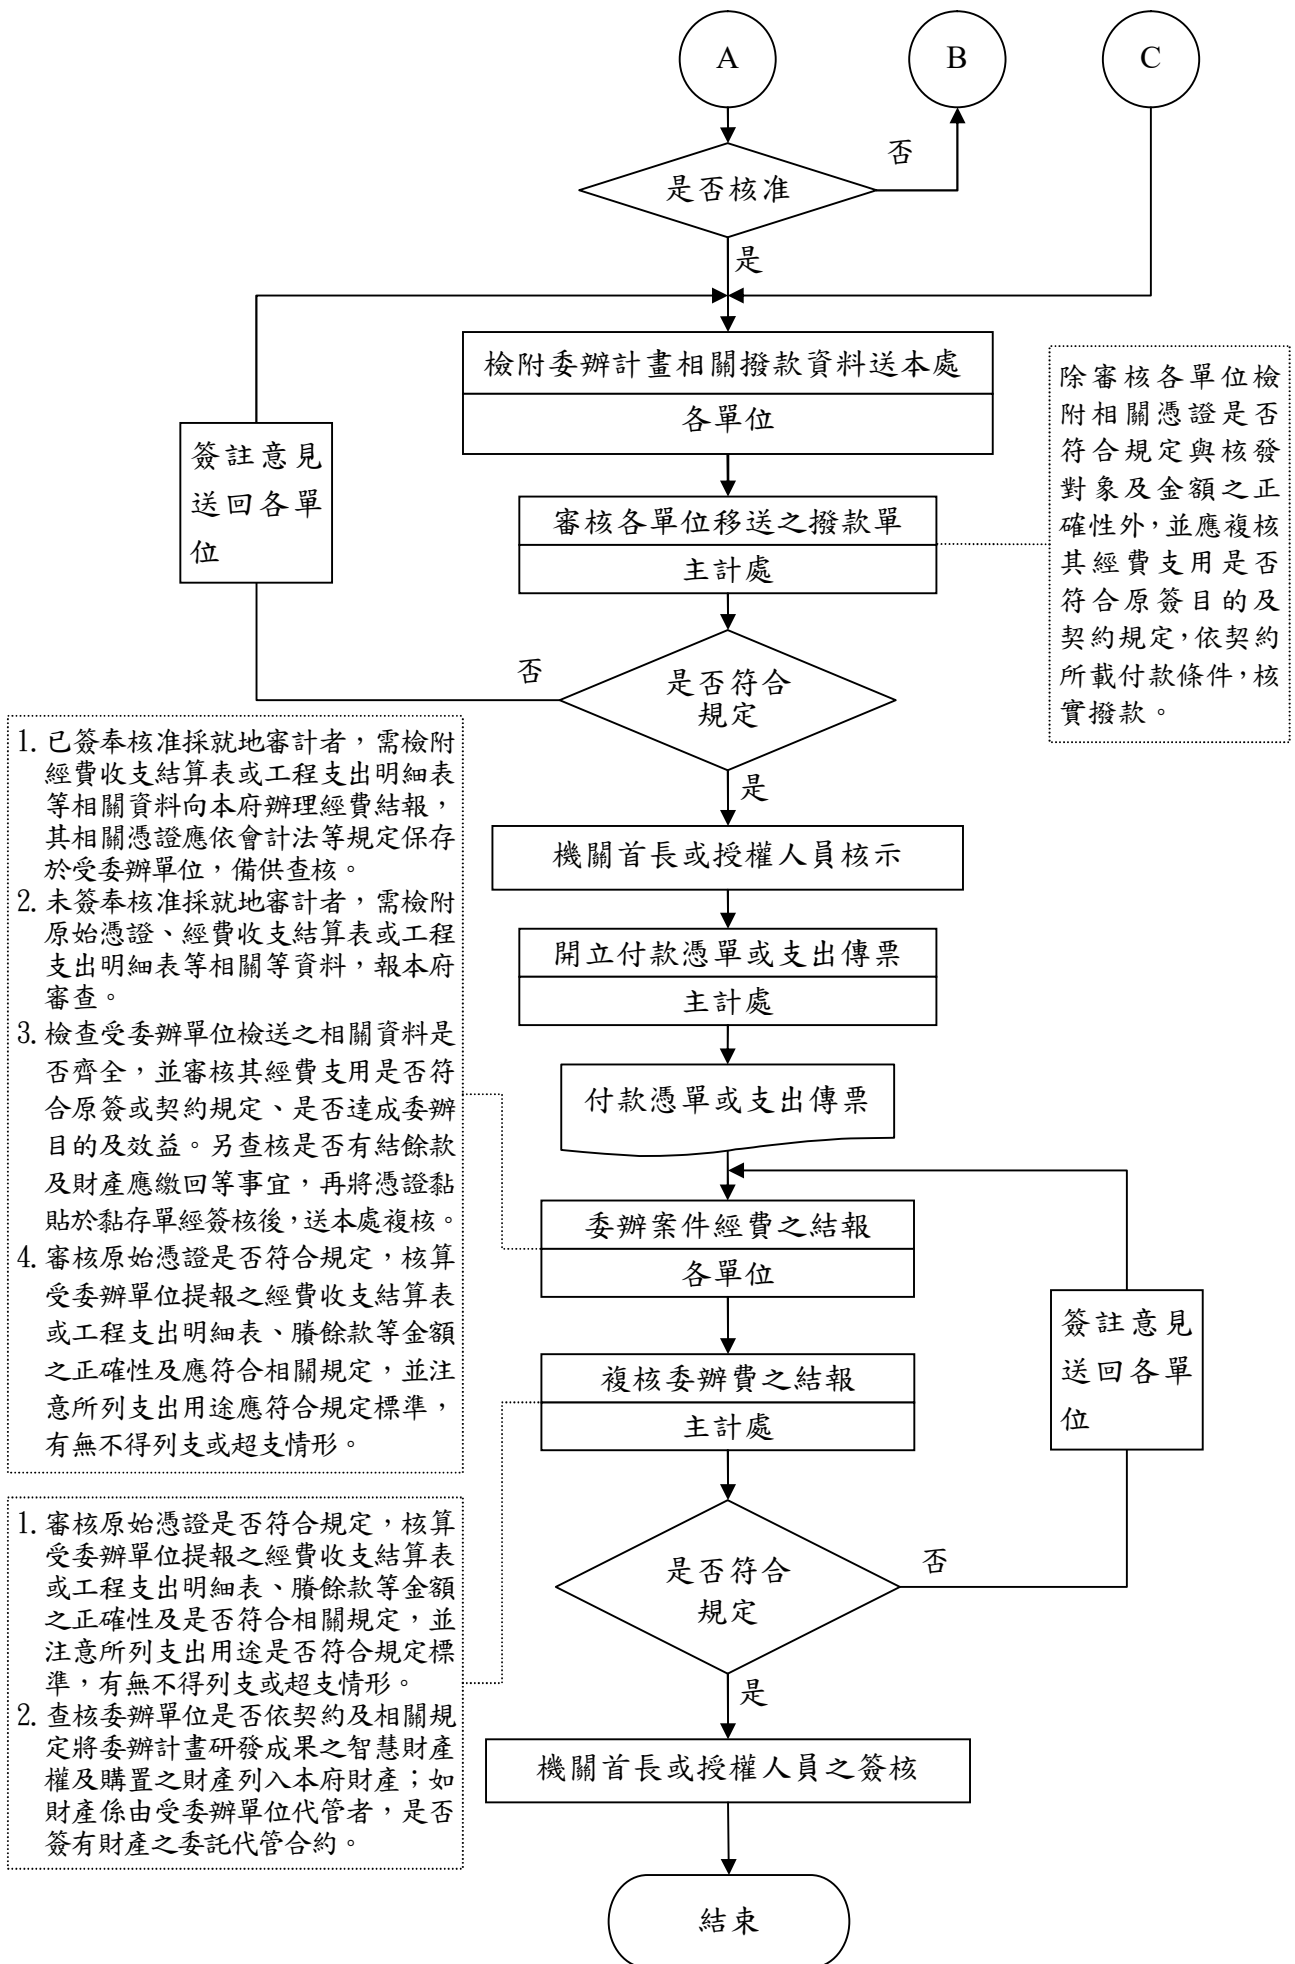 A
B
C
否
是否核准
是
檢附委辦計畫相關撥款資料送本處
各單位
除審核各單位檢
附相關憑證是否
符合規定與核發
對象及金額之正
確性外，並應複核
其經費支用是否
符合原簽目的及
契約規定，依契約
所載付款條件，核
實撥款。
簽註意見
送回各單
位
審核各單位移送之撥款單
主計處
否
是否符合
規定
是
1. 已簽奉核准採就地審計者，需檢附
經費收支結算表或工程支出明細表
等相關資料向本府辦理經費結報，
其相關憑證應依會計法等規定保存
於受委辦單位，備供查核。
2. 未簽奉核准採就地審計者，需檢附
原始憑證、經費收支結算表或工程
支出明細表等相關等資料，報本府
審查。
3. 檢查受委辦單位檢送之相關資料是
否齊全，並審核其經費支用是否符
合原簽或契約規定、是否達成委辦
目的及效益。另查核是否有結餘款
及財產應繳回等事宜，再將憑證黏
貼於黏存單經簽核後，送本處複核。
4. 審核原始憑證是否符合規定，核算
受委辦單位提報之經費收支結算表
或工程支出明細表、賸餘款等金額
之正確性及應符合相關規定，並注
意所列支出用途應符合規定標準，
有無不得列支或超支情形。
機關首長或授權人員核示
開立付款憑單或支出傳票
主計處
付款憑單或支出傳票
委辦案件經費之結報
各單位
簽註意見
送回各單
位
複核委辦費之結報
主計處
1. 審核原始憑證是否符合規定，核算
受委辦單位提報之經費收支結算表
或工程支出明細表、賸餘款等金額
之正確性及是否符合相關規定，並
注意所列支出用途是否符合規定標
準，有無不得列支或超支情形。
2. 查核委辦單位是否依契約及相關規
定將委辦計畫研發成果之智慧財產
權及購置之財產列入本府財產；如
財產係由受委辦單位代管者，是否
簽有財產之委託代管合約。
是否符合
規定
否
是
機關首長或授權人員之簽核
結束